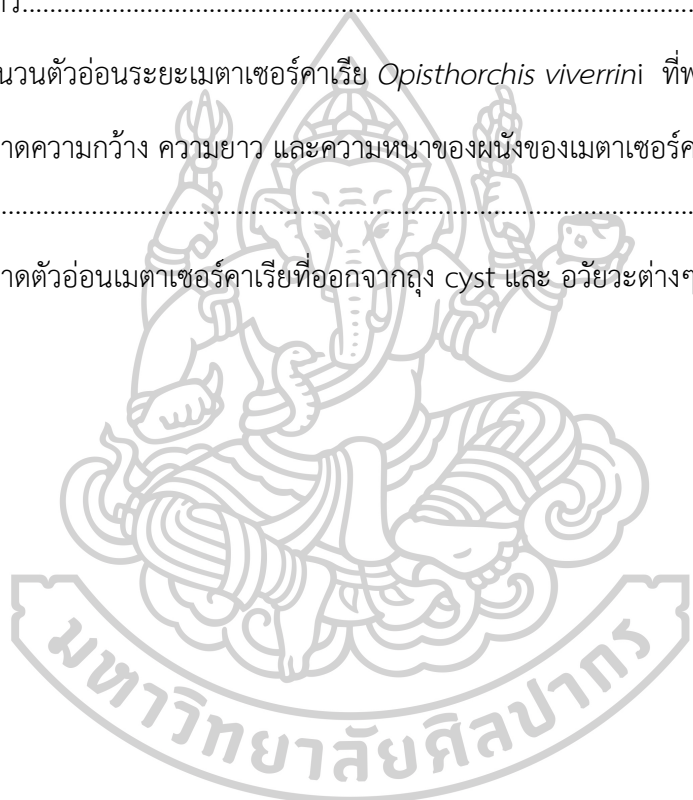 าว
นวนตัวอ่อนระยะเมตาเซอร์คาเรีย Opisthorchis viverrini ที่พ
าดความกว้าง ความยาว และความหนาของผนังของเมตาเซอร์ค
าดตัวอ่อนเมตาเซอร์คาเรียที่ออกจากถุง cyst และ อวัยวะต่างๆ
มหาวิทยาลัยศิลปากร